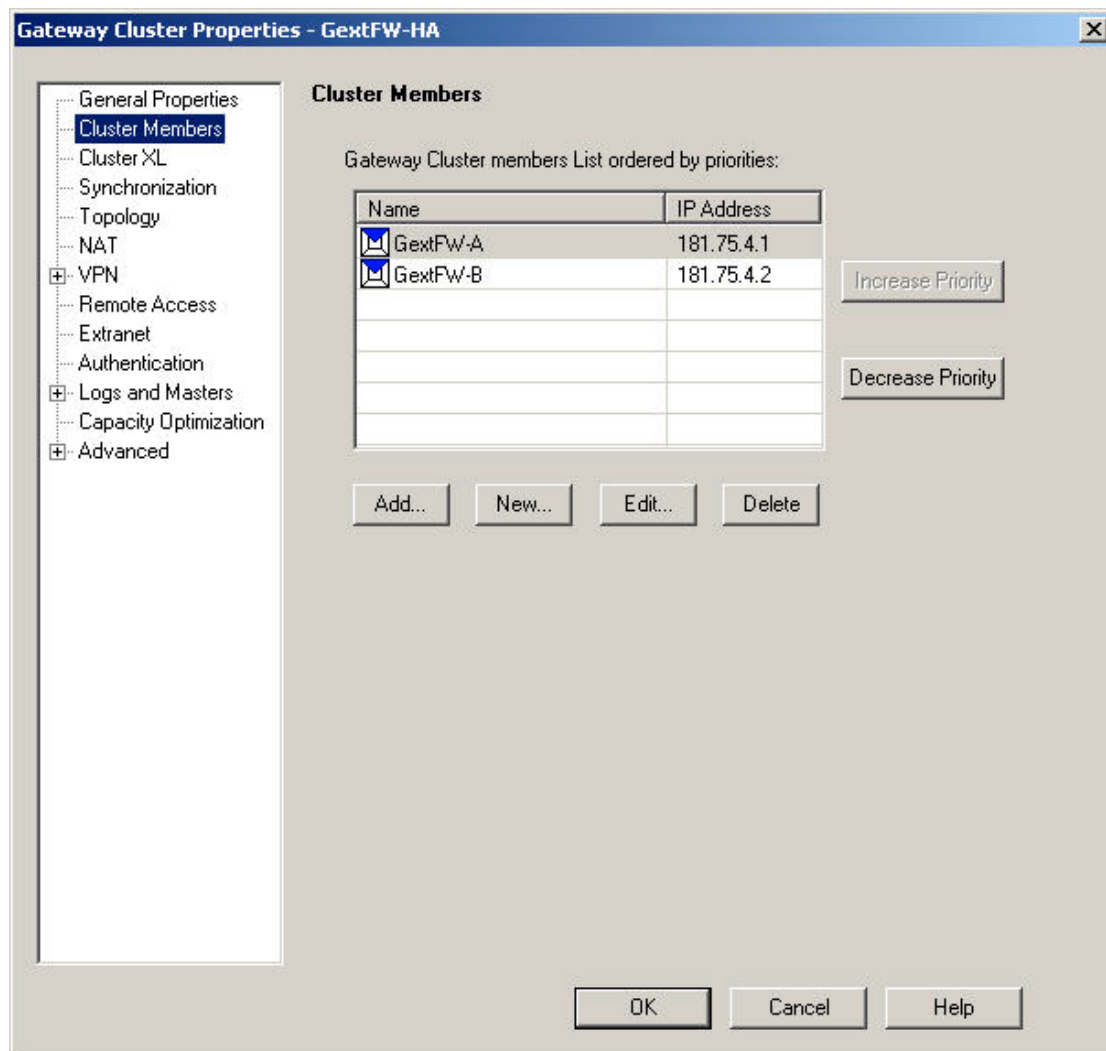 Gateway Cluster Properties - GextFW-HA
General Properties
Cluster Members
Cluster XL
Synchronization
Topology
NAT
VPN
Remote Access
Extranet
Authentication
Logs and Masters
Capacity Optimization
Advanced
Cluster Members
Gateway Cluster members List ordered by priorities:
Name IP Address
GextFW-A 181.75.4.1
GextFW-B 181.75.4.2
Increase Priority
Decrease Priority
Add... New... Edit... Delete
OK Cancel Help